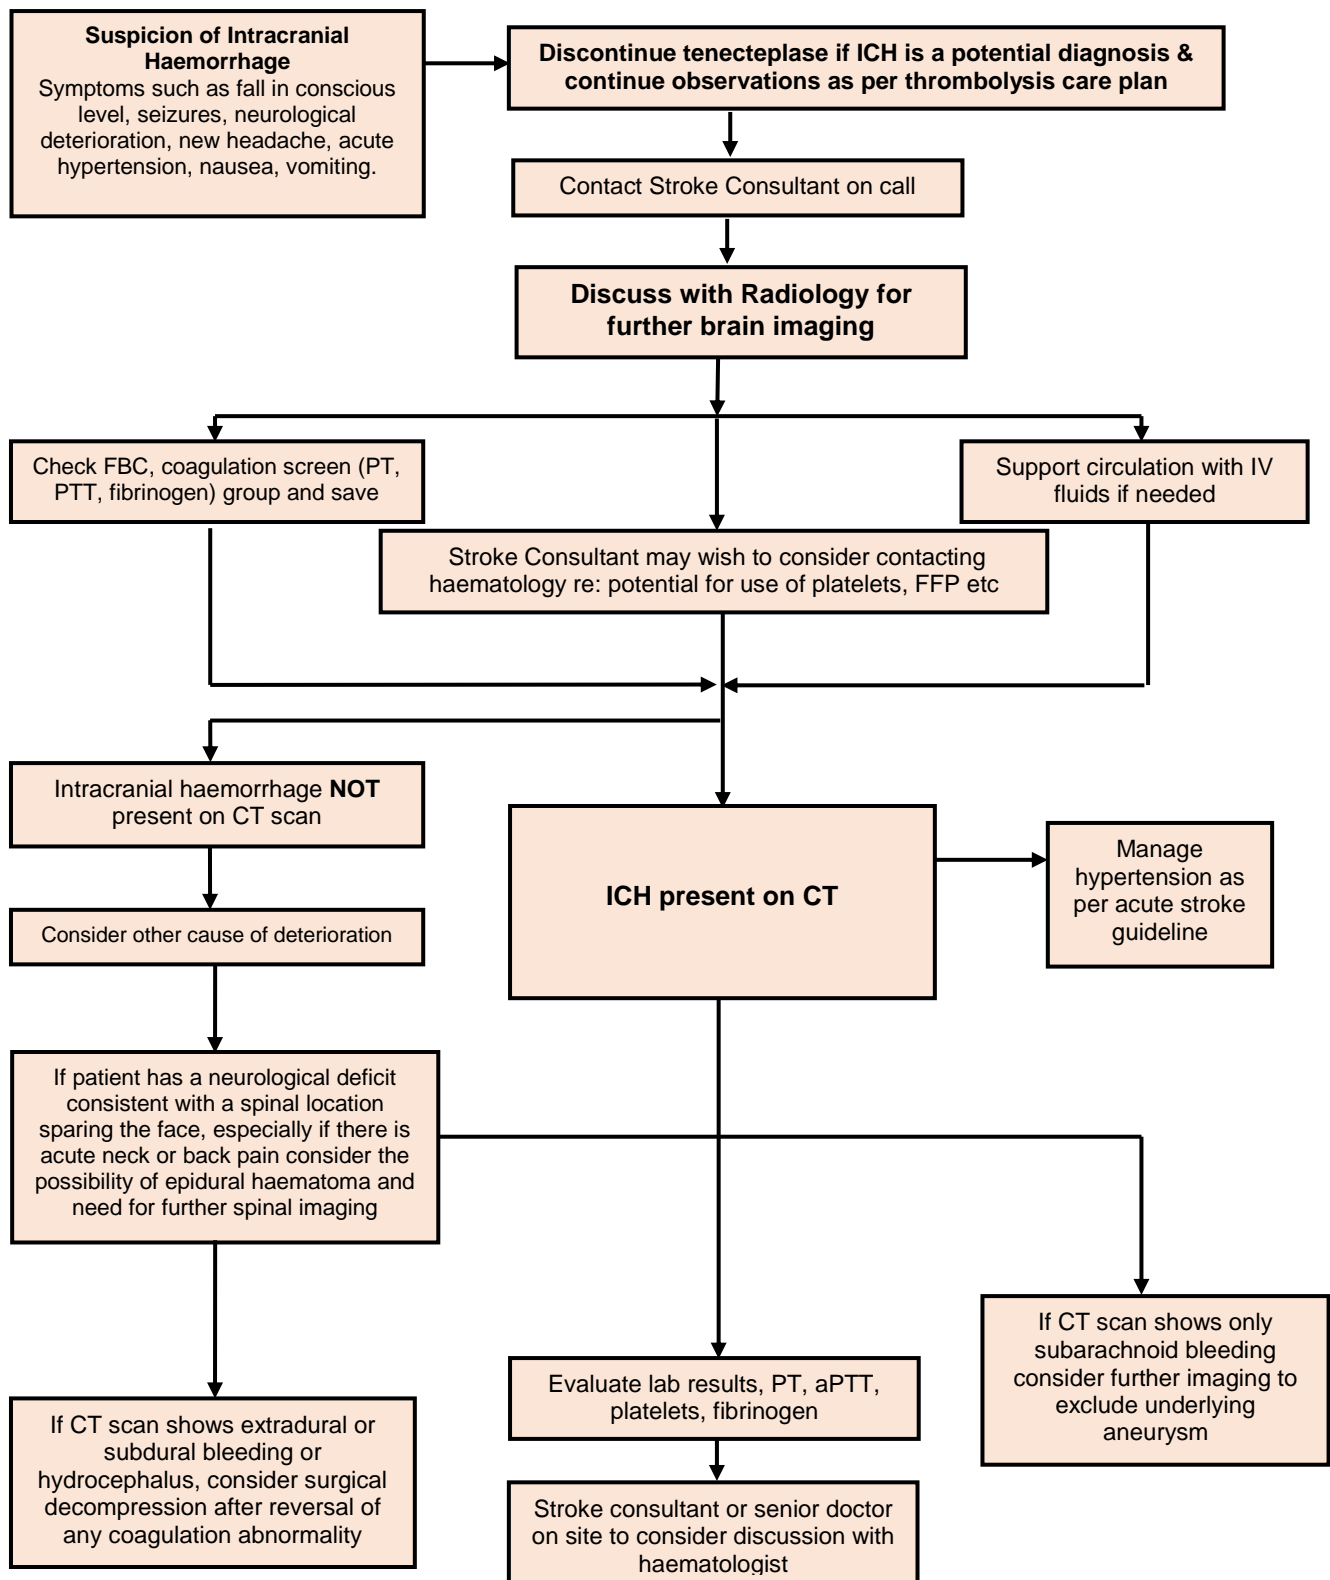 Suspicion of Intracranial
Haemorrhage
Symptoms such as fall in conscious
level, seizures, neurological
deterioration, new headache, acute
hypertension, nausea, vomiting.
Discontinue tenecteplase if ICH is a potential diagnosis &
continue observations as per thrombolysis care plan
Contact Stroke Consultant on call
Discuss with Radiology for
further brain imaging
Check FBC, coagulation screen (PT,
PTT, fibrinogen) group and save
Support circulation with IV
fluids if needed
Stroke Consultant may wish to consider contacting
haematology re: potential for use of platelets, FFP etc
Intracranial haemorrhage NOT
present on CT scan
ICH present on CT
Manage
hypertension as
per acute stroke
guideline
Consider other cause of deterioration
If patient has a neurological deficit
consistent with a spinal location
sparing the face, especially if there is
acute neck or back pain consider the
possibility of epidural haematoma and
need for further spinal imaging
If CT scan shows only
subarachnoid bleeding
consider further imaging to
exclude underlying
aneurysm
Evaluate lab results, PT, aPTT,
platelets, fibrinogen
If CT scan shows extradural or
subdural bleeding or
hydrocephalus, consider surgical
decompression after reversal of
any coagulation abnormality
Stroke consultant or senior doctor
on site to consider discussion with
haematologist